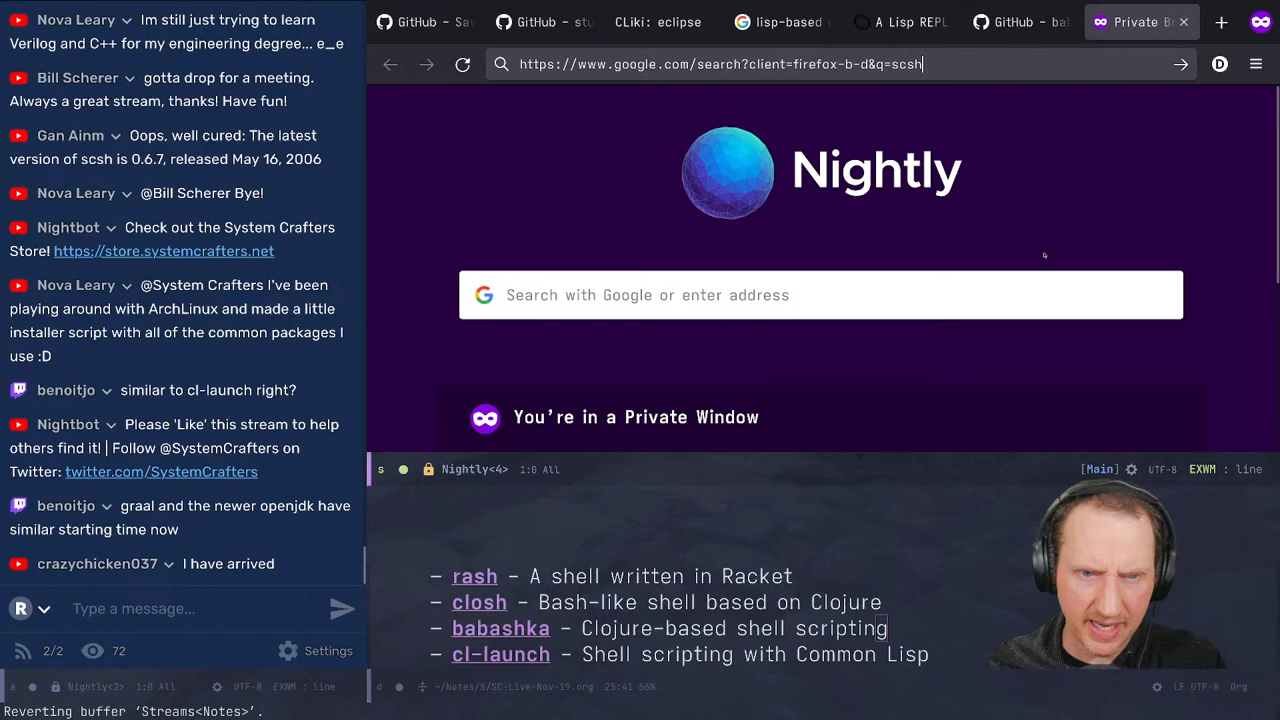 Nova Leary Im still just trying to learn
Verilog and C++ for my engineering degree... e_e
Bill Scherer gotta drop for a meeting.
Always a great stream, thanks! Have fun!
Gan Ainm Oops, well cured: The latest
version of scsh is 0.6.7, released May 16, 2006
Nova Leary @Bill Scherer Bye!
Nightbot Check out the System Crafters
Store! https://store.systemcrafters.net
Nova Leary @System Crafters I've been
playing around with ArchLinux and made a little
installer script with all of the common packages I
use :D
benoitjo similar to cl-launch right?
Nightbot Please 'Like' this stream to help
others find it! | Follow @SystemCrafters on
Twitter: twitter.com/SystemCrafters
benoitjo graal and the newer openjdk have
similar starting time now
crazychicken037 I have arrived
R Type a message...
2/2 72 Settings
a Nightly<2> 1:0 All UTF-8 EXWM : line
Reverting buffer ‘Streams<Notes>’.
GitHub - Sav GitHub - stu CLiki: eclipse lisp-based c A Lisp REPL GitHub - bab Private Br
https://www.google.com/search?client=firefox-b-d&q=scsh
Nightly
Search with Google or enter address
You’re in a Private Window
s Nightly<4> 1:0 All [Main] UTF-8 EXWM : line
– rash – A shell written in Racket
– closh – Bash-like shell based on Clojure
– babashka – Clojure-based shell scripting
– cl-launch – Shell scripting with Common Lisp
d ~/Notes/S/SC-Live-Nov-19.org 25:41 66% LF UTF-8 Org